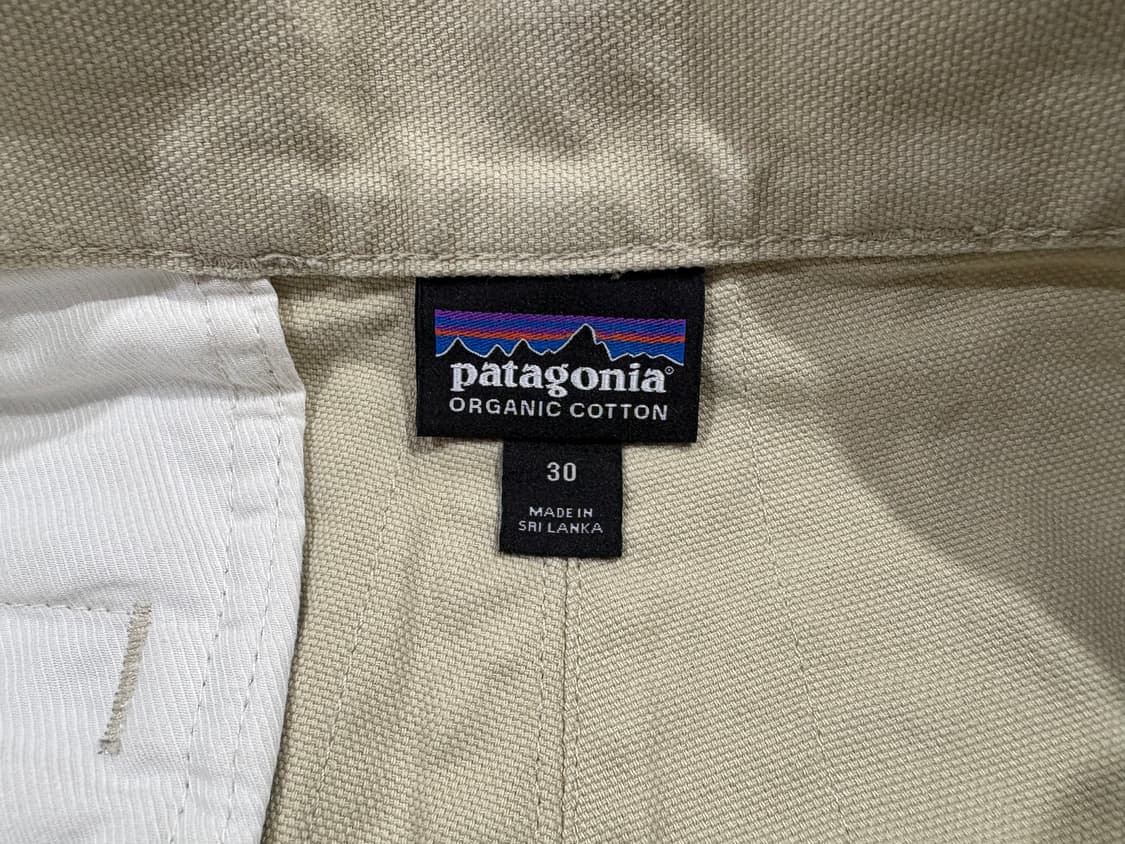 patagonia®
ORGANIC COTTON
30
MADE IN
SRI LANKA